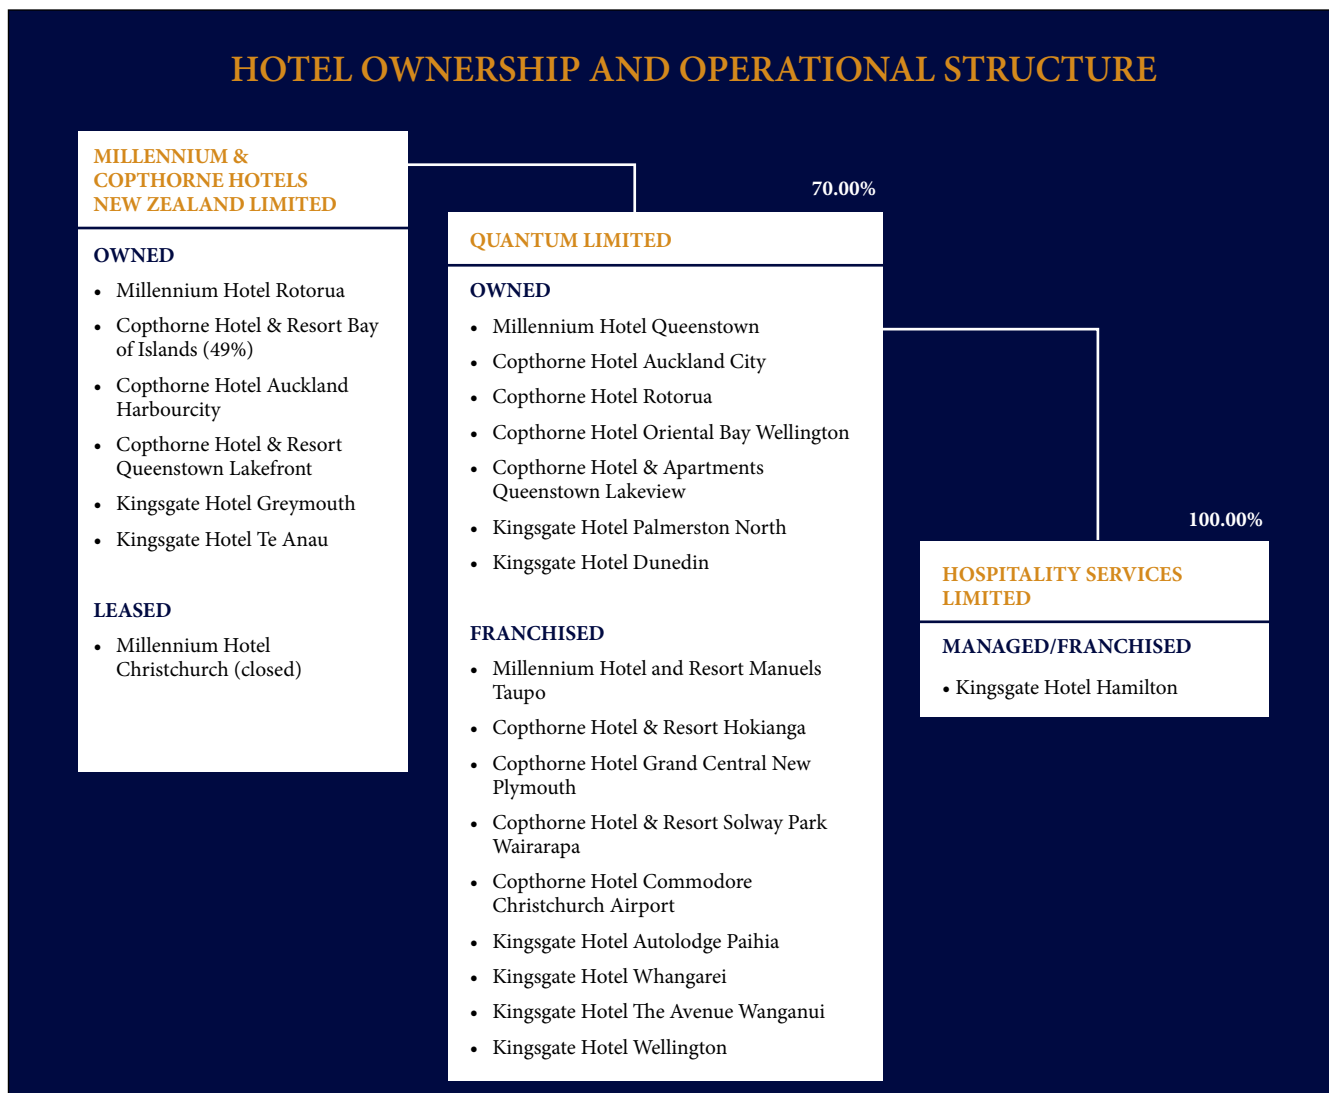 HOTEL OWNERSHIP AND OPERATIONAL STRUCTURE
MILLENNIUM &
COPTHORNE HOTELS
NEW ZEALAND LIMITED
OWNED
• Millennium Hotel Rotorua
• Copthorne Hotel & Resort Bay
of Islands (49%)
• Copthorne Hotel Auckland
Harbourcity
• Copthorne Hotel & Resort
Queenstown Lakefront
• Kingsgate Hotel Greymouth
• Kingsgate Hotel Te Anau
LEASED
• Millennium Hotel
Christchurch (closed)
70.00%
QUANTUM LIMITED
OWNED
• Millennium Hotel Queenstown
• Copthorne Hotel Auckland City
• Copthorne Hotel Rotorua
• Copthorne Hotel Oriental Bay Wellington
• Copthorne Hotel & Apartments
Queenstown Lakeview
• Kingsgate Hotel Palmerston North
• Kingsgate Hotel Dunedin
FRANCHISED
• Millennium Hotel and Resort Manuels
Taupo
• Copthorne Hotel & Resort Hokianga
• Copthorne Hotel Grand Central New
Plymouth
• Copthorne Hotel & Resort Solway Park
Wairarapa
• Copthorne Hotel Commodore
Christchurch Airport
• Kingsgate Hotel Autolodge Paihia
• Kingsgate Hotel Whangarei
• Kingsgate Hotel The Avenue Wanganui
• Kingsgate Hotel Wellington
100.00%
HOSPITALITY SERVICES
LIMITED
MANAGED/FRANCHISED
• Kingsgate Hotel Hamilton